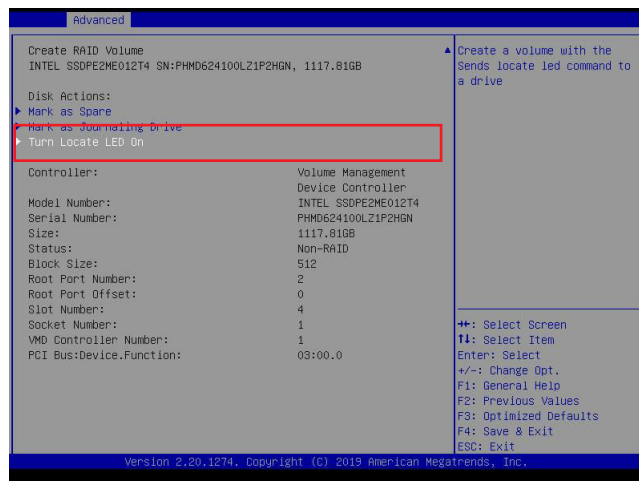 Advanced
Create RAID Volume
INTEL SSDPE2ME012T4 SN:PHMD624100LZ1P2HGN, 1117.81GB
Disk Actions:
Mark as Spare
Mark as Journaling Drive
Turn Locate LED On
Controller: Volume Management
Device Controller
Model Number: INTEL SSDPE2ME012T4
Serial Number: PHMD624100LZ1P2HGN
Size: 1117.81GB
Status: Non-RAID
Block Size: 512
Root Port Number: 2
Root Port Offset: 0
Slot Number: 4
Socket Number: 1
VMD Controller Number: 1
PCI Bus:Device.Function: 03:00.0
Create a volume with the
Sends locate led command to
a drive
→←: Select Screen
↑↓: Select Item
Enter: Select
+/-: Change Opt.
F1: General Help
F2: Previous Values
F3: Optimized Defaults
F4: Save & Exit
ESC: Exit
Version 2.20.1274. Copyright (C) 2019 American Megatrends, Inc.